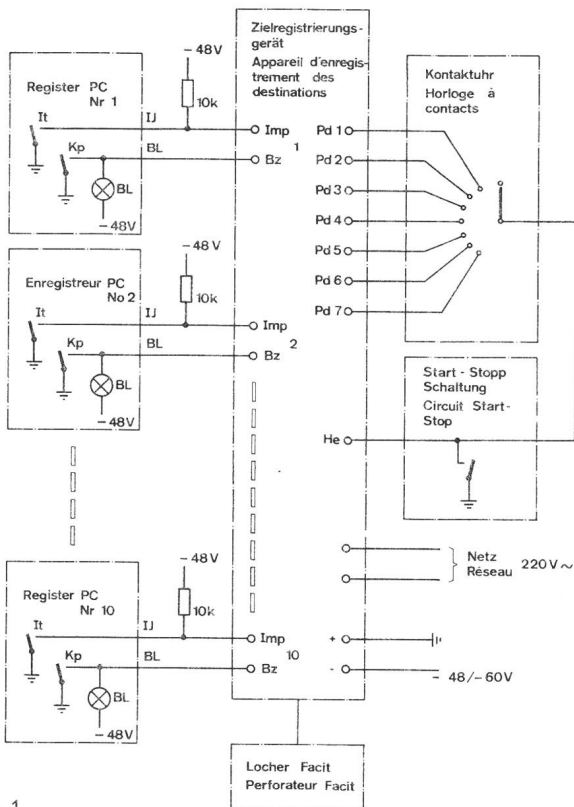 Zielregistrierungs-
gerät
Appareil d'enregis-
trement des
destinations
-48V
10k
Register PC
Nr 1
It
IJ
Kp
BL
BL
-48V
Imp
1
Bz
Pd 1
Pd 2
Pd 3
Pd 4
Pd 5
Pd 6
Pd 7
Kontaktuhr
Horloge à
contacts
-48V
10k
Enregistreur PC
No 2
It
IJ
Kp
BL
BL
-48V
Imp
2
Bz
He
Start - Stopp
Schaltung
Circuit Start-
Stop
-48V
10k
Register PC
Nr 10
It
IJ
Kp
BL
BL
-48V
Imp
10
Bz
Netz
Réseau
220V~
+
-
- 48/-60V
Locher Facit
Perforateur Facit
1